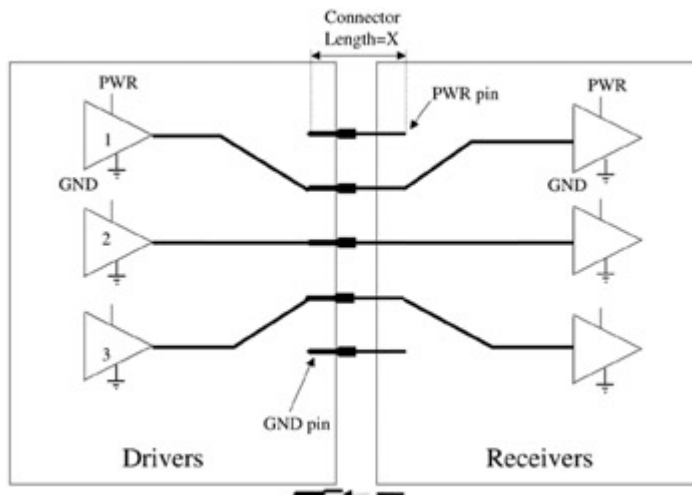 Connector
Length=X
PWR
PWR pin
PWR
1
GND
GND
2
3
GND pin
Drivers
Receivers